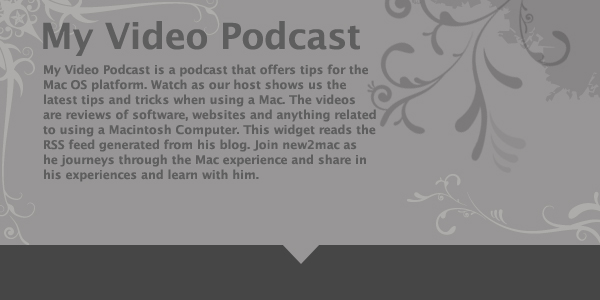 My Video Podcast
My Video Podcast is a podcast that offers tips for the
Mac OS platform. Watch as our host shows us the
latest tips and tricks when using a Mac. The videos
are reviews of software, websites and anything related
to using a Macintosh Computer. This widget reads the
RSS feed generated from his blog. Join new2mac as
he journeys through the Mac experience and share in
his experiences and learn with him.